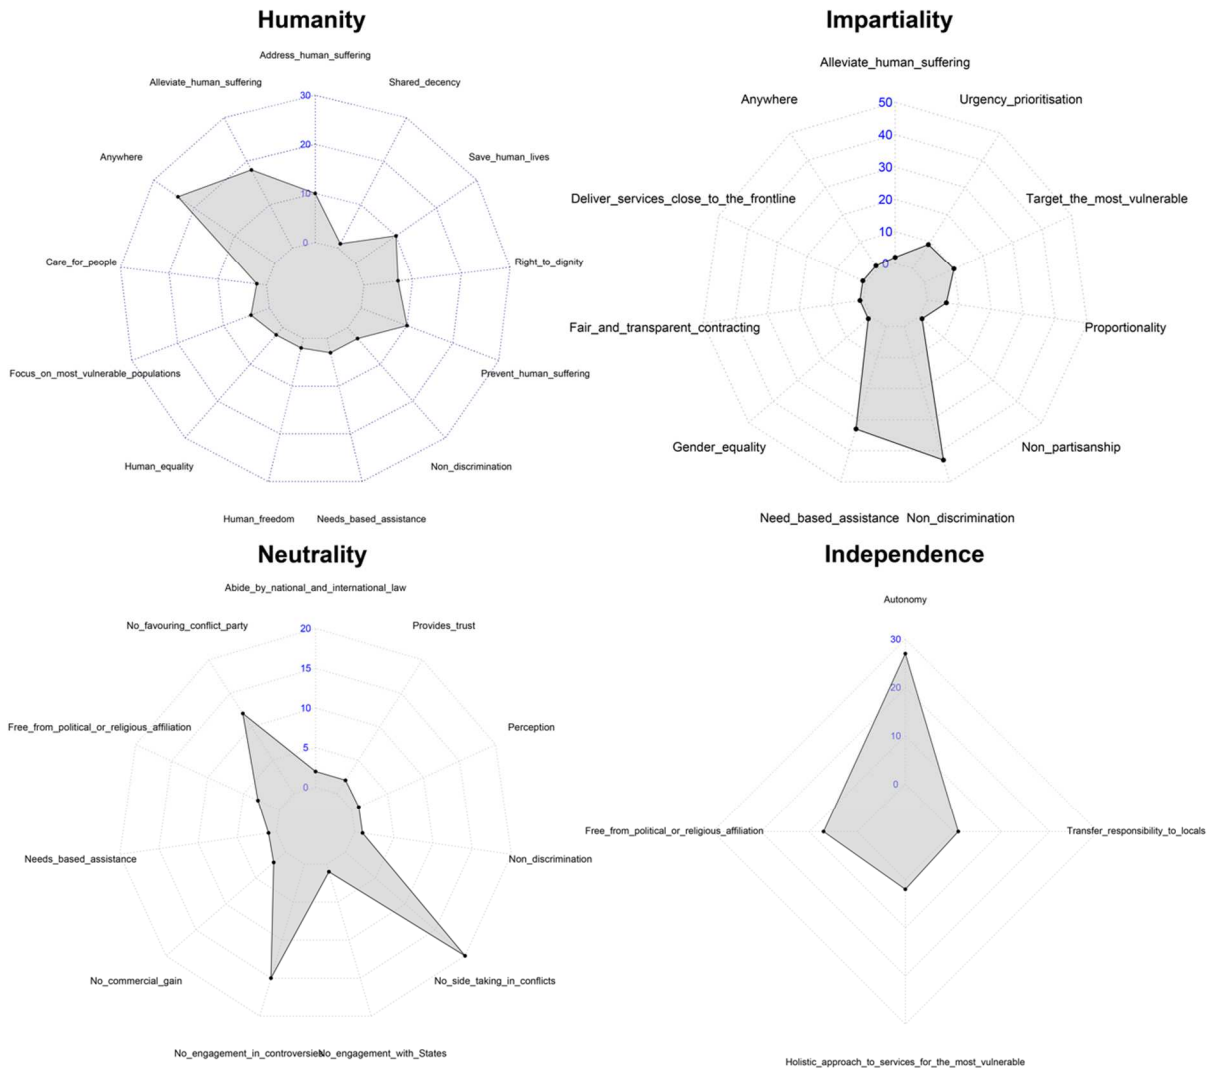 Humanity
Address_human_suffering
Alleviate_human_suffering
Shared_decency
30
Anywhere
Save_human_lives
20
10
0
Care_for_people
Right_to_dignity
Focus_on_most_vulnerable_populations
Prevent_human_suffering
Human_equality
Non_discrimination
Human_freedom
Needs_based_assistance
Impartiality
Alleviate_human_suffering
Anywhere
Urgency_prioritisation
50
40
30
Deliver_services_close_to_the_frontline
Target_the_most_vulnerable
20
10
0
Fair_and_transparent_contracting
Proportionality
Gender_equality
Non_partisanship
Need_based_assistance
Non_discrimination
Neutrality
Abide_by_national_and_international_law
No_favouring_conflict_party
Provides_trust
20
15
10
Free_from_political_or_religious_affiliation
Perception
5
0
Needs_based_assistance
Non_discrimination
No_commercial_gain
No_side_taking_in_conflicts
No_engagement_in_controversies
No_engagement_with_States
Independence
Autonomy
30
20
10
0
Free_from_political_or_religious_affiliation
Transfer_responsibility_to_locals
Holistic_approach_to_services_for_the_most_vulnerable